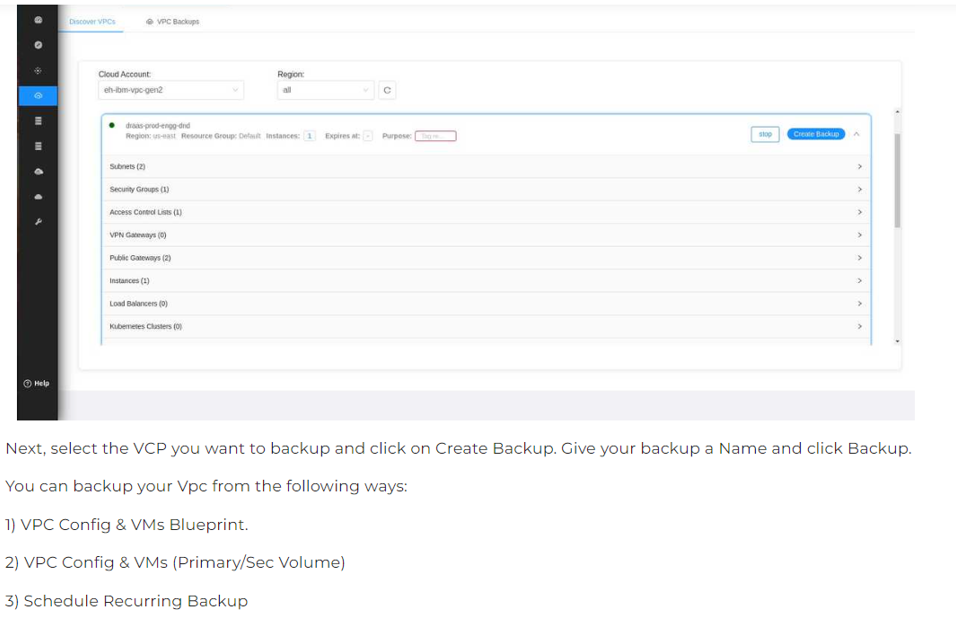 Discover VPCs VPC Backups
Cloud Account: Region:
eh-ibm-vpc-gen2 all
draas-prod-engg-dnd
Region: us-east Resource Group: Default Instances: 1 Expires at: - Purpose:
stop Create Backup
Subnets (2)
Security Groups (1)
Access Control Lists (1)
VPN Gateways (0)
Public Gateways (2)
Instances (1)
Load Balancers (0)
Kubernetes Clusters (0)
Help
Next, select the VCP you want to backup and click on Create Backup. Give your backup a Name and click Backup.
You can backup your Vpc from the following ways:
1) VPC Config & VMs Blueprint.
2) VPC Config & VMs (Primary/Sec Volume)
3) Schedule Recurring Backup